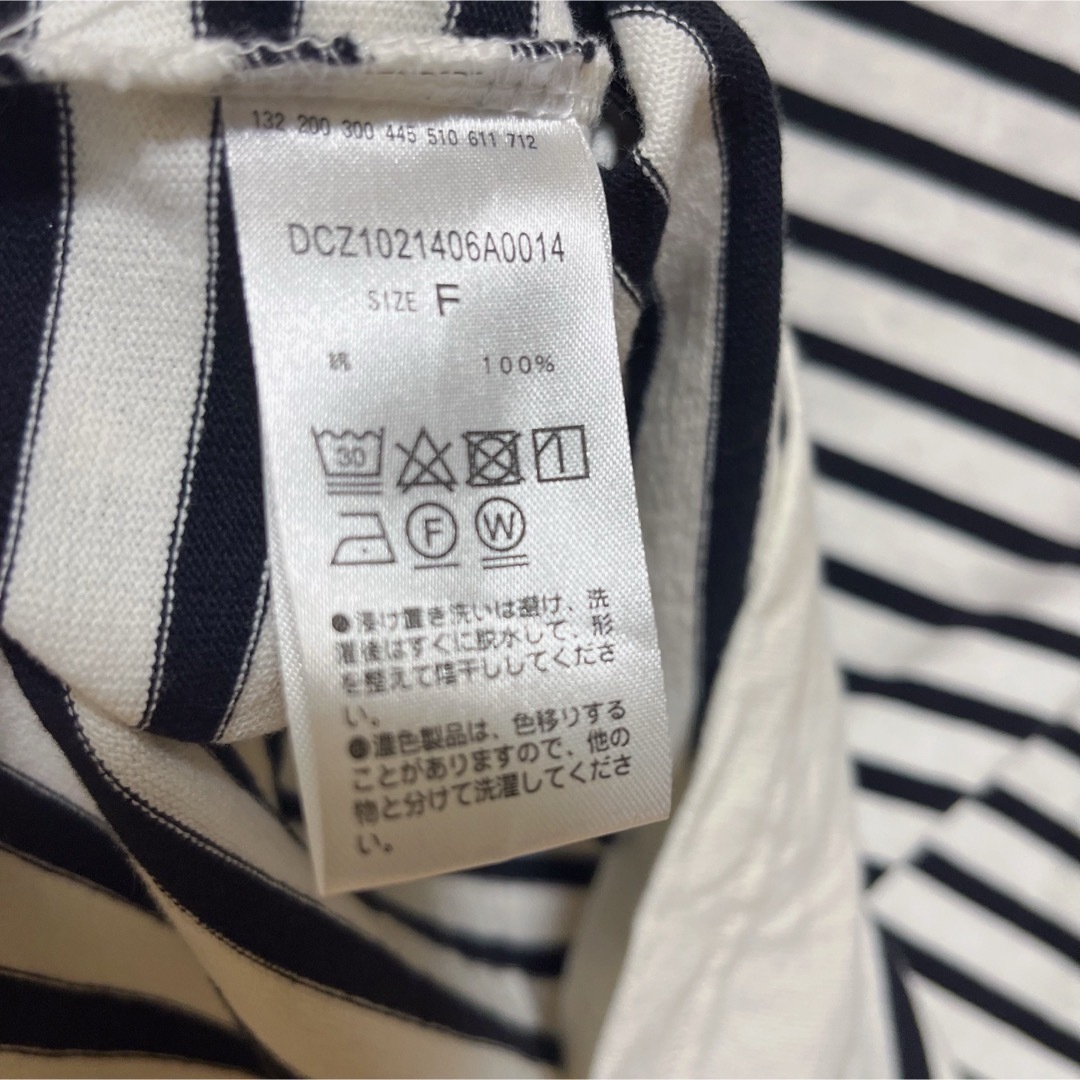 132 200 300 445 510 611 712
DCZ1021406A0014
SIZE F
綿 100%
30
F W
●浸け置き洗いは避け、洗
濯後はすぐに脱水して、形
を整えて陰干ししてくださ
い。
●濃色製品は、色移りする
ことがありますので、他の
物と分けて洗濯してくださ
い。